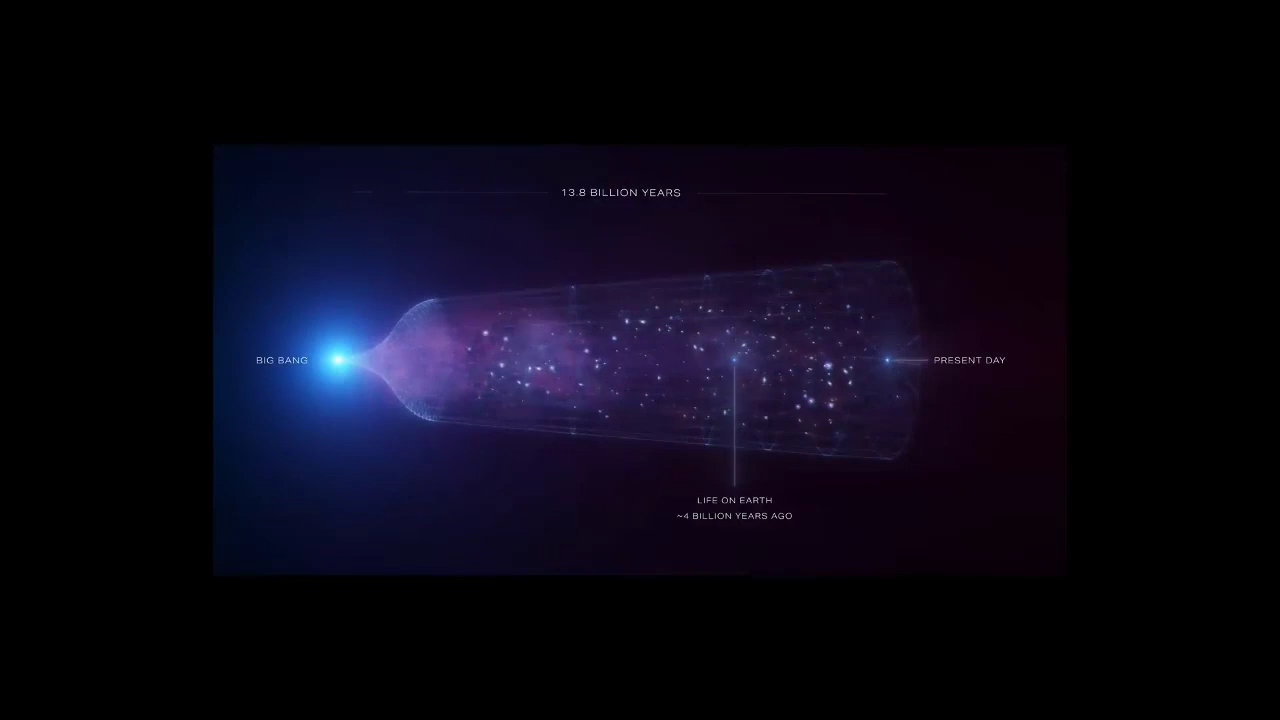 13.8 BILLION YEARS
BIG BANG
PRESENT DAY
LIFE ON EARTH
~4 BILLION YEARS AGO